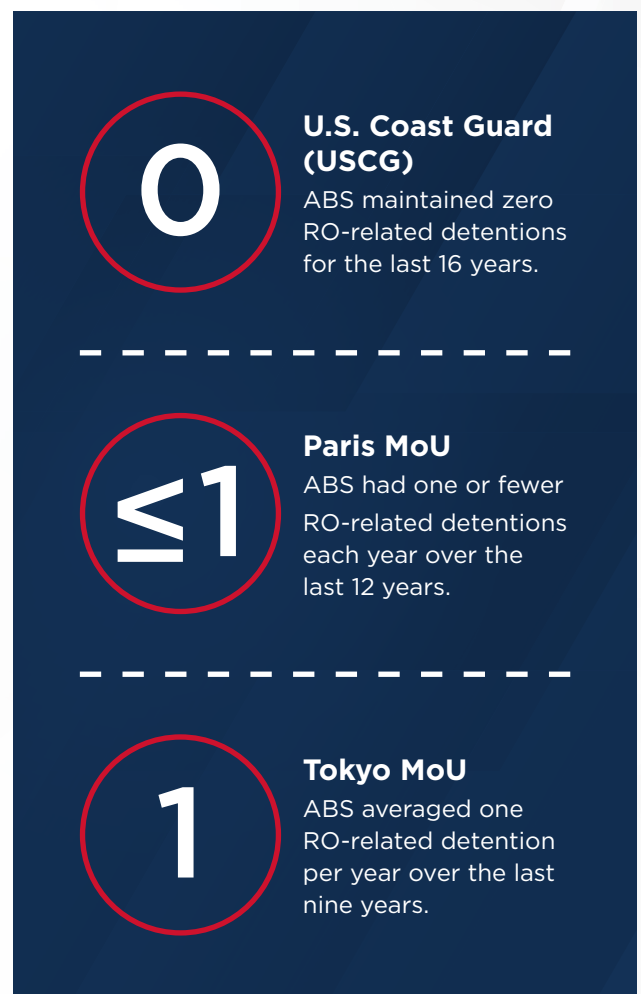 0
U.S. Coast Guard
(USCG)
ABS maintained zero
RO-related detentions
for the last 16 years.
≤1
Paris MoU
ABS had one or fewer
RO-related detentions
each year over the
last 12 years.
1
Tokyo MoU
ABS averaged one
RO-related detention
per year over the last
nine years.